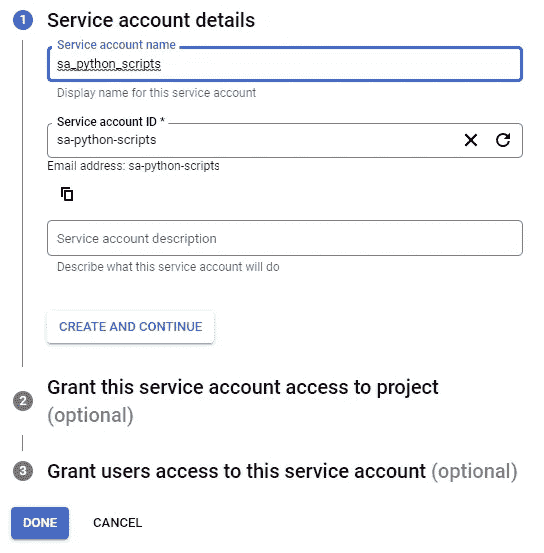 1 Service account details
Service account name
sa_python_scripts
Display name for this service account
Service account ID *
sa-python-scripts
Email address: sa-python-scripts
Service account description
Describe what this service account will do
CREATE AND CONTINUE
2 Grant this service account access to project
(optional)
3 Grant users access to this service account (optional)
DONE CANCEL